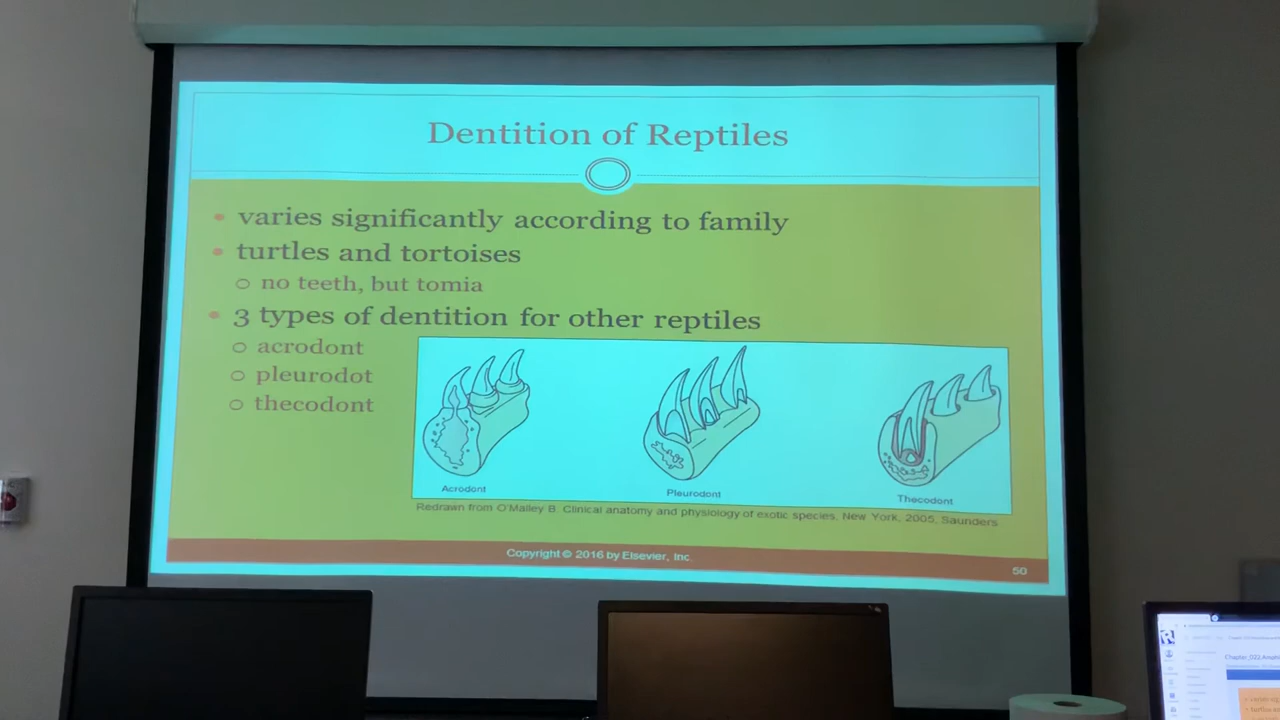 Dentition of Reptiles
varies significantly according to family
turtles and tortoises
no teeth, but tomia
3 types of dentition for other reptiles
acrodont
pleurodot
thecodont
Acrodont
Pleurodont
Thecodont
Redrawn from O'Malley B. Clinical anatomy and physiology of exotic species, New York, 2005, Saunders
Copyright © 2016 by Elsevier, Inc.
50